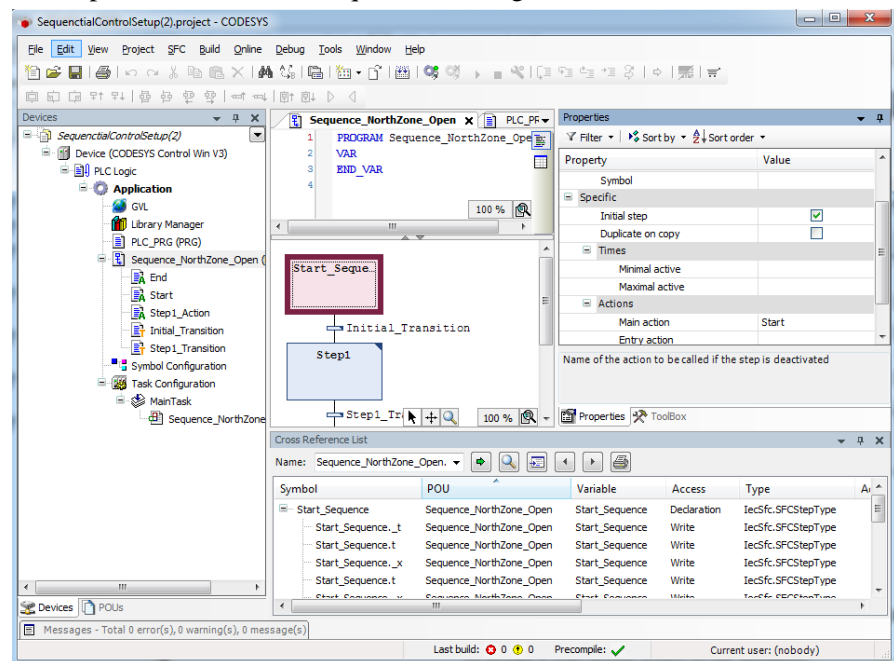 SequenctialControlSetup(2).project - CODESYS
File Edit View Project SFC Build Online Debug Tools Window Help
Devices
SequenctialControlSetup(2)
Device (CODESYS Control Win V3)
PLC Logic
Application
GVL
Library Manager
PLC_PRG (PRG)
Sequence_NorthZone_Open (
End
Start
Step1_Action
Initial_Transition
Step1_Transition
Symbol Configuration
Task Configuration
MainTask
Sequence_NorthZone
Devices POUs
Sequence_NorthZone_Open PLC_PF
1 PROGRAM Sequence_NorthZone_Ope
2 VAR
3 END_VAR
4
100 %
Start_Seque...
Initial_Transition
Step1
Step1_Tr
100 %
Properties
Filter Sort by Sort order
Property Value
Symbol
Specific
Initial step
Duplicate on copy
Times
Minimal active
Maximal active
Actions
Main action Start
Entry action
Name of the action to be called if the step is deactivated
Properties ToolBox
Cross Reference List
Name: Sequence_NorthZone_Open.
Symbol POU Variable Access Type
Start_Sequence Sequence_NorthZone_Open Start_Sequence Declaration IecSfc.SFCStepType
Start_Sequence._t Sequence_NorthZone_Open Start_Sequence Write IecSfc.SFCStepType
Start_Sequence.t Sequence_NorthZone_Open Start_Sequence Write IecSfc.SFCStepType
Start_Sequence._x Sequence_NorthZone_Open Start_Sequence Write IecSfc.SFCStepType
Start_Sequence.t Sequence_NorthZone_Open Start_Sequence Write IecSfc.SFCStepType
Messages - Total 0 error(s), 0 warning(s), 0 message(s)
Last build: 0 0 Precompile: Current user: (nobody)